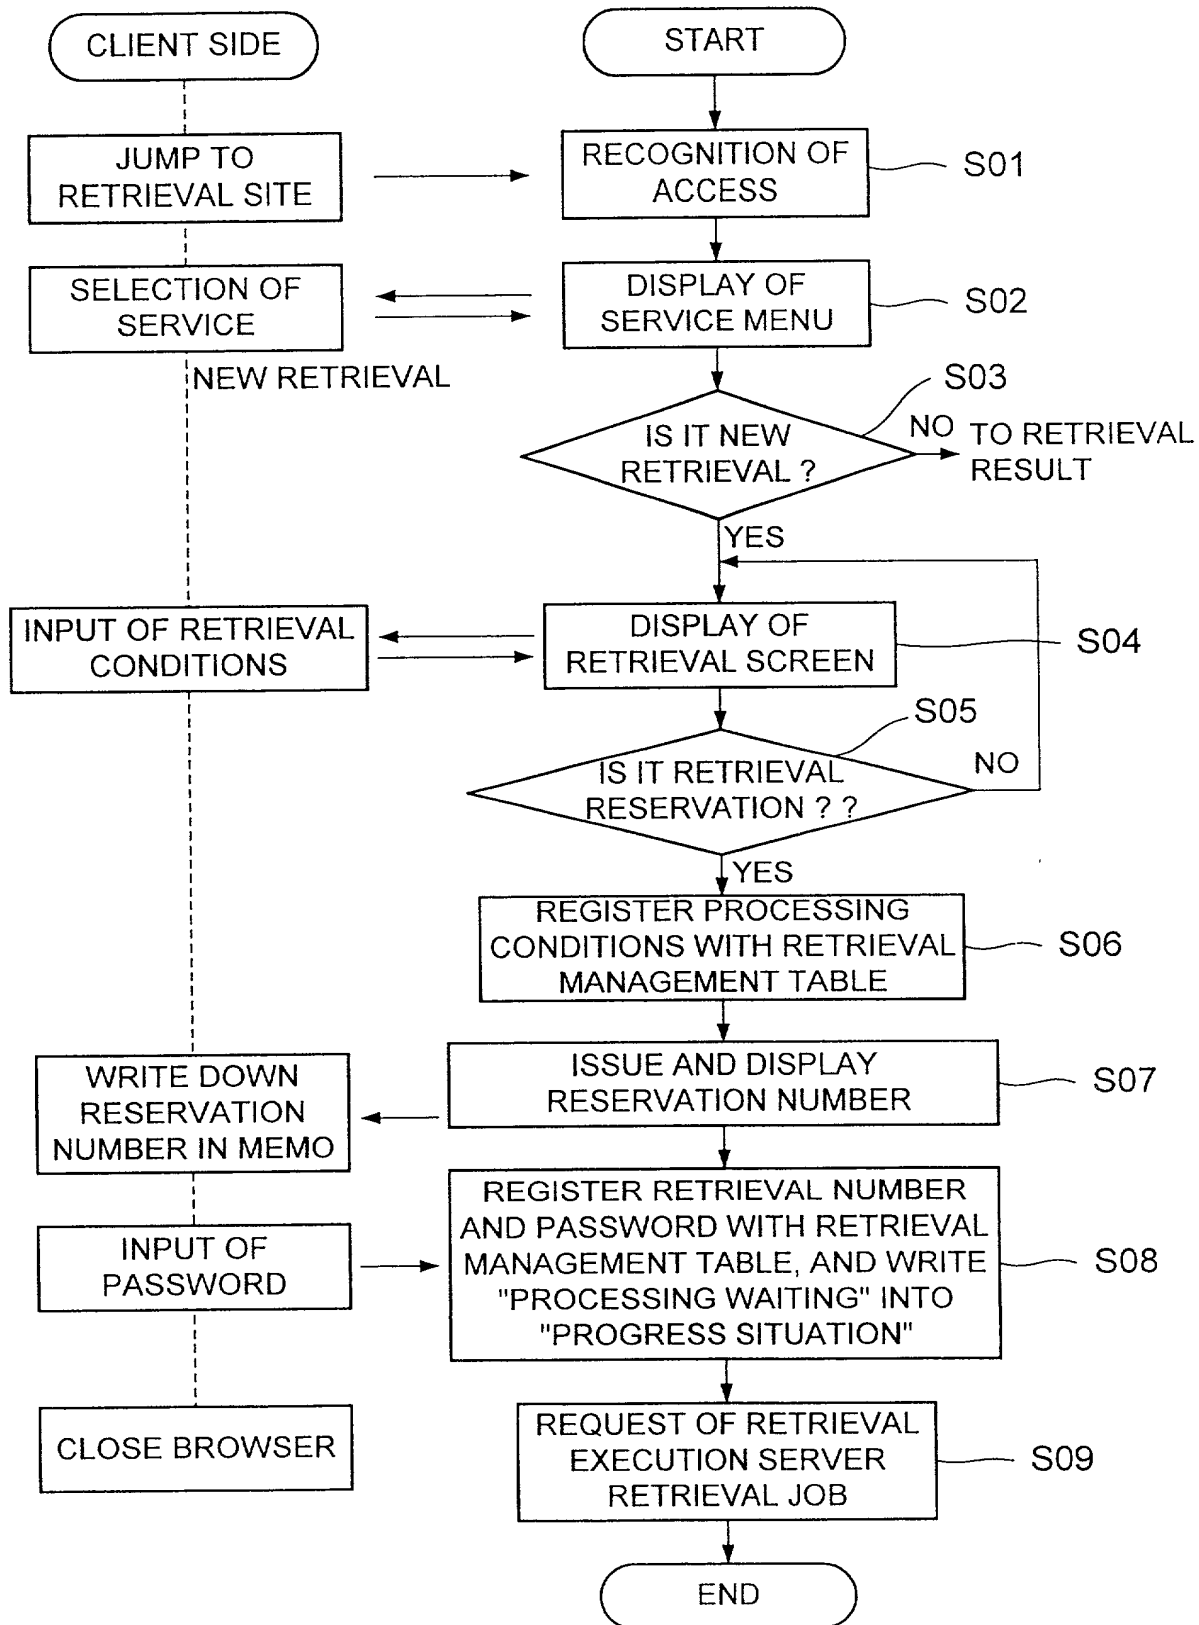 CLIENT SIDE
START
JUMP TO
RETRIEVAL SITE
RECOGNITION OF
ACCESS
S01
SELECTION OF
SERVICE
DISPLAY OF
SERVICE MENU
S02
NEW RETRIEVAL
S03
IS IT NEW
RETRIEVAL ?
NO
TO RETRIEVAL
RESULT
YES
INPUT OF RETRIEVAL
CONDITIONS
DISPLAY OF
RETRIEVAL SCREEN
S04
S05
IS IT RETRIEVAL
RESERVATION ? ?
NO
YES
REGISTER PROCESSING
CONDITIONS WITH RETRIEVAL
MANAGEMENT TABLE
S06
WRITE DOWN
RESERVATION
NUMBER IN MEMO
ISSUE AND DISPLAY
RESERVATION NUMBER
S07
INPUT OF
PASSWORD
REGISTER RETRIEVAL NUMBER
AND PASSWORD WITH RETRIEVAL
MANAGEMENT TABLE, AND WRITE
"PROCESSING WAITING" INTO
"PROGRESS SITUATION"
S08
CLOSE BROWSER
REQUEST OF RETRIEVAL
EXECUTION SERVER
RETRIEVAL JOB
S09
END